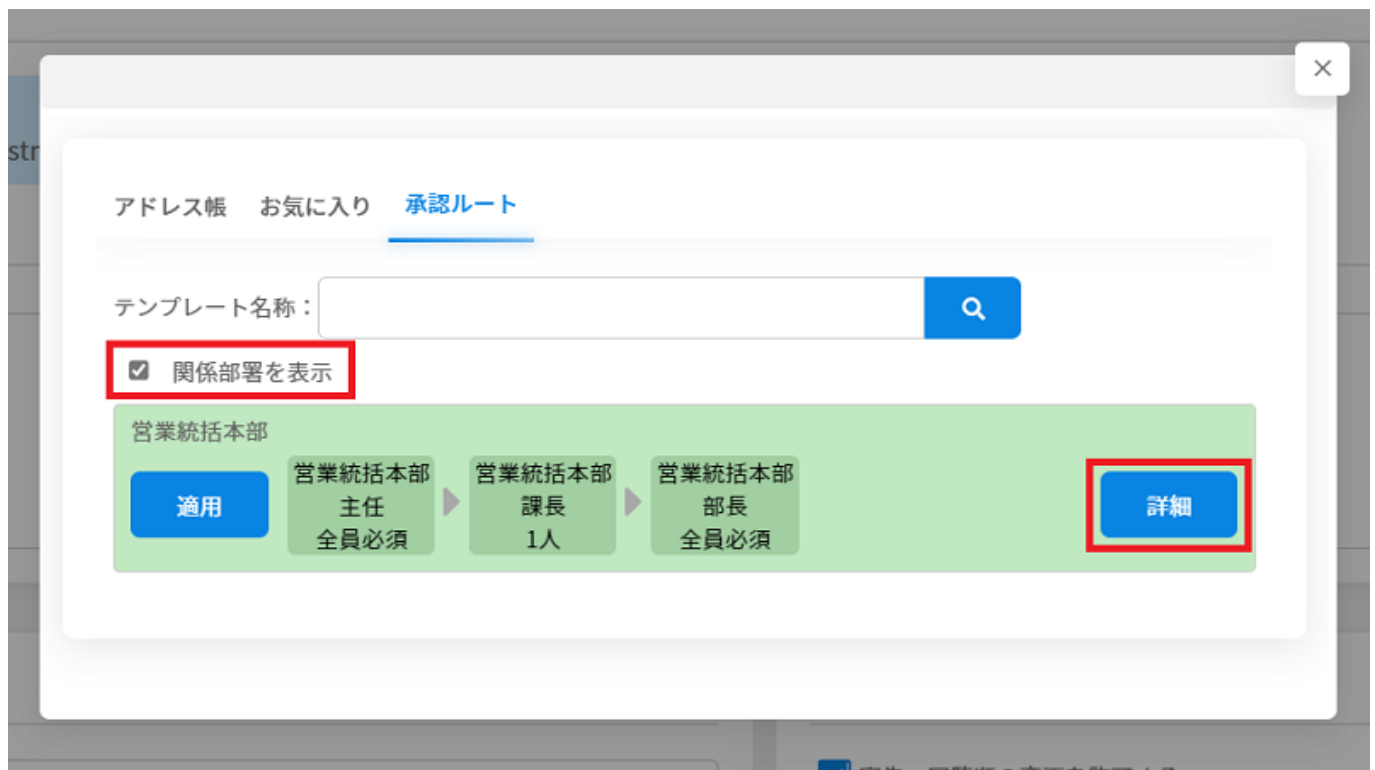 str
アドレス帳 お気に入り 承認ルート
テンプレート名称：
関係部署を表示
営業統括本部
適用
営業統括本部
主任
全員必須
営業統括本部
課長
1人
営業統括本部
部長
全員必須
詳細